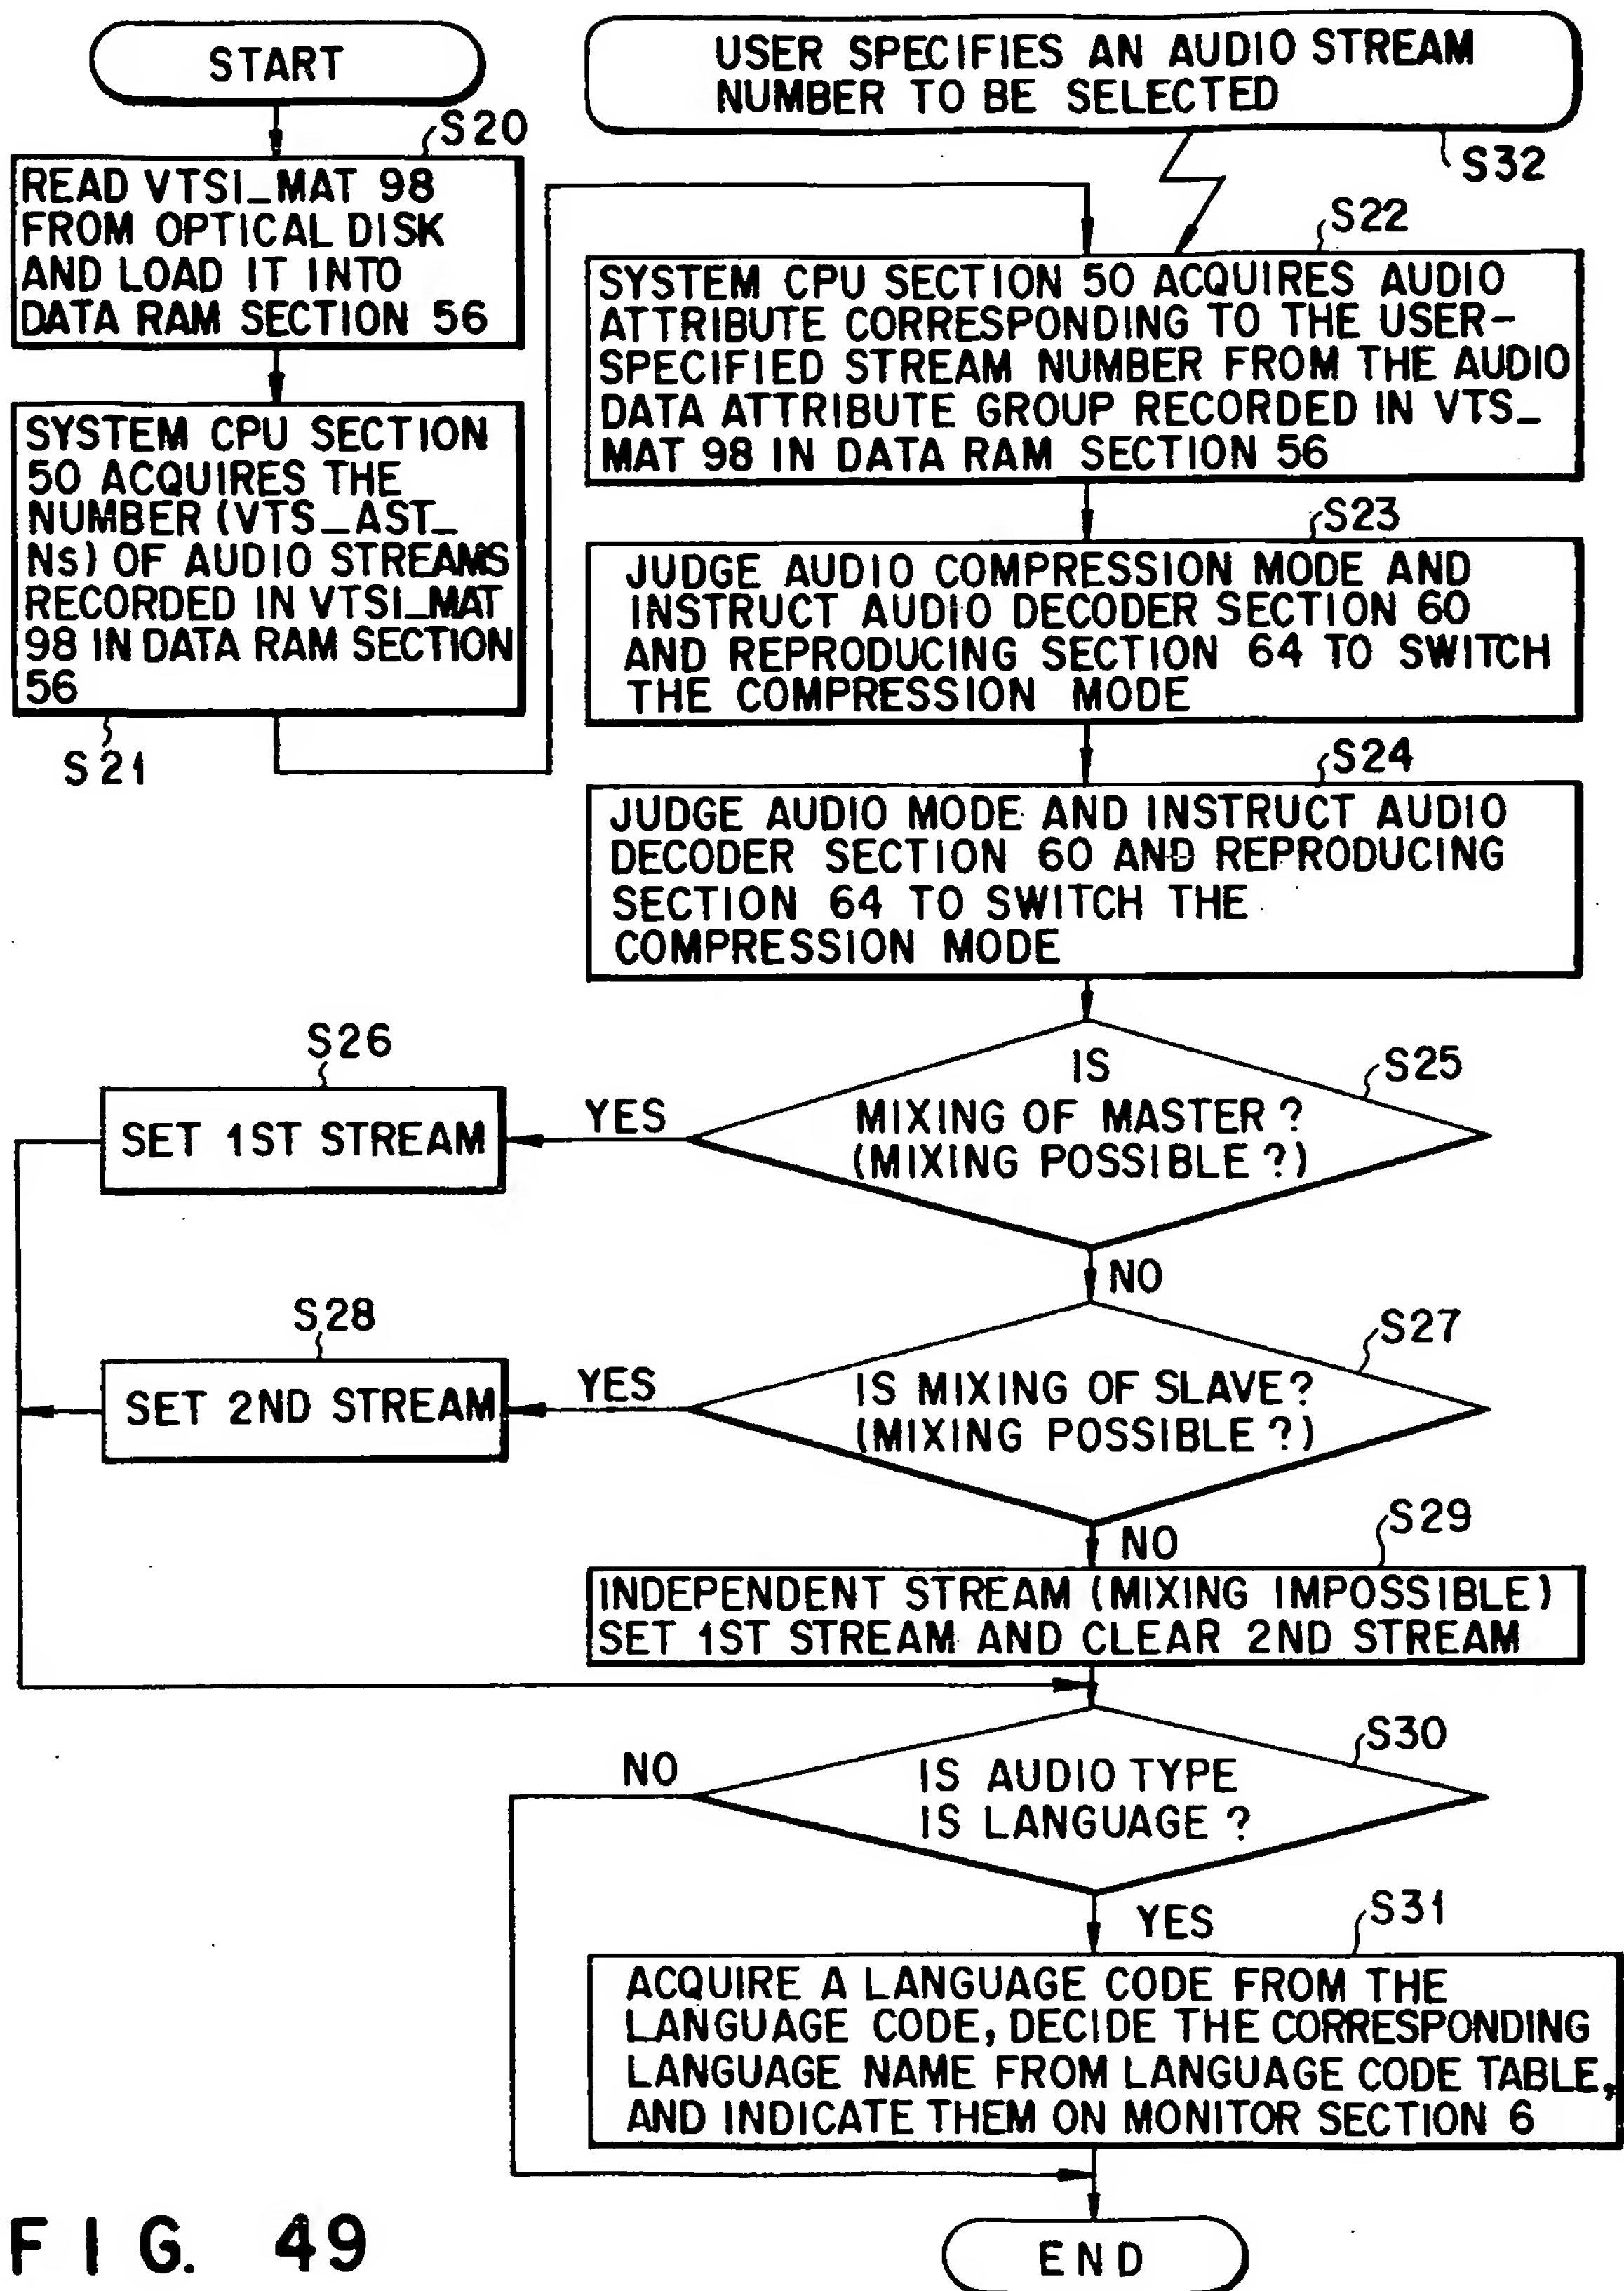 START
S20
READ VTSI_MAT 98
FROM OPTICAL DISK
AND LOAD IT INTO
DATA RAM SECTION 56
SYSTEM CPU SECTION
50 ACQUIRES THE
NUMBER (VTS_AST_
Ns) OF AUDIO STREAMS
RECORDED IN VTSI_MAT
98 IN DATA RAM SECTION
56
S21
USER SPECIFIES AN AUDIO STREAM
NUMBER TO BE SELECTED
S32
S22
SYSTEM CPU SECTION 50 ACQUIRES AUDIO
ATTRIBUTE CORRESPONDING TO THE USER-
SPECIFIED STREAM NUMBER FROM THE AUDIO
DATA ATTRIBUTE GROUP RECORDED IN VTS_
MAT 98 IN DATA RAM SECTION 56
S23
JUDGE AUDIO COMPRESSION MODE AND
INSTRUCT AUDIO DECODER SECTION 60
AND REPRODUCING SECTION 64 TO SWITCH
THE COMPRESSION MODE
S24
JUDGE AUDIO MODE AND INSTRUCT AUDIO
DECODER SECTION 60 AND REPRODUCING
SECTION 64 TO SWITCH THE
COMPRESSION MODE
S25
IS
MIXING OF MASTER?
(MIXING POSSIBLE?)
YES
S26
SET 1ST STREAM
NO
S27
IS MIXING OF SLAVE?
(MIXING POSSIBLE?)
YES
S28
SET 2ND STREAM
NO
S29
INDEPENDENT STREAM (MIXING IMPOSSIBLE)
SET 1ST STREAM AND CLEAR 2ND STREAM
S30
IS AUDIO TYPE
IS LANGUAGE?
NO
YES
S31
ACQUIRE A LANGUAGE CODE FROM THE
LANGUAGE CODE, DECIDE THE CORRESPONDING
LANGUAGE NAME FROM LANGUAGE CODE TABLE,
AND INDICATE THEM ON MONITOR SECTION 6
END
FIG. 49